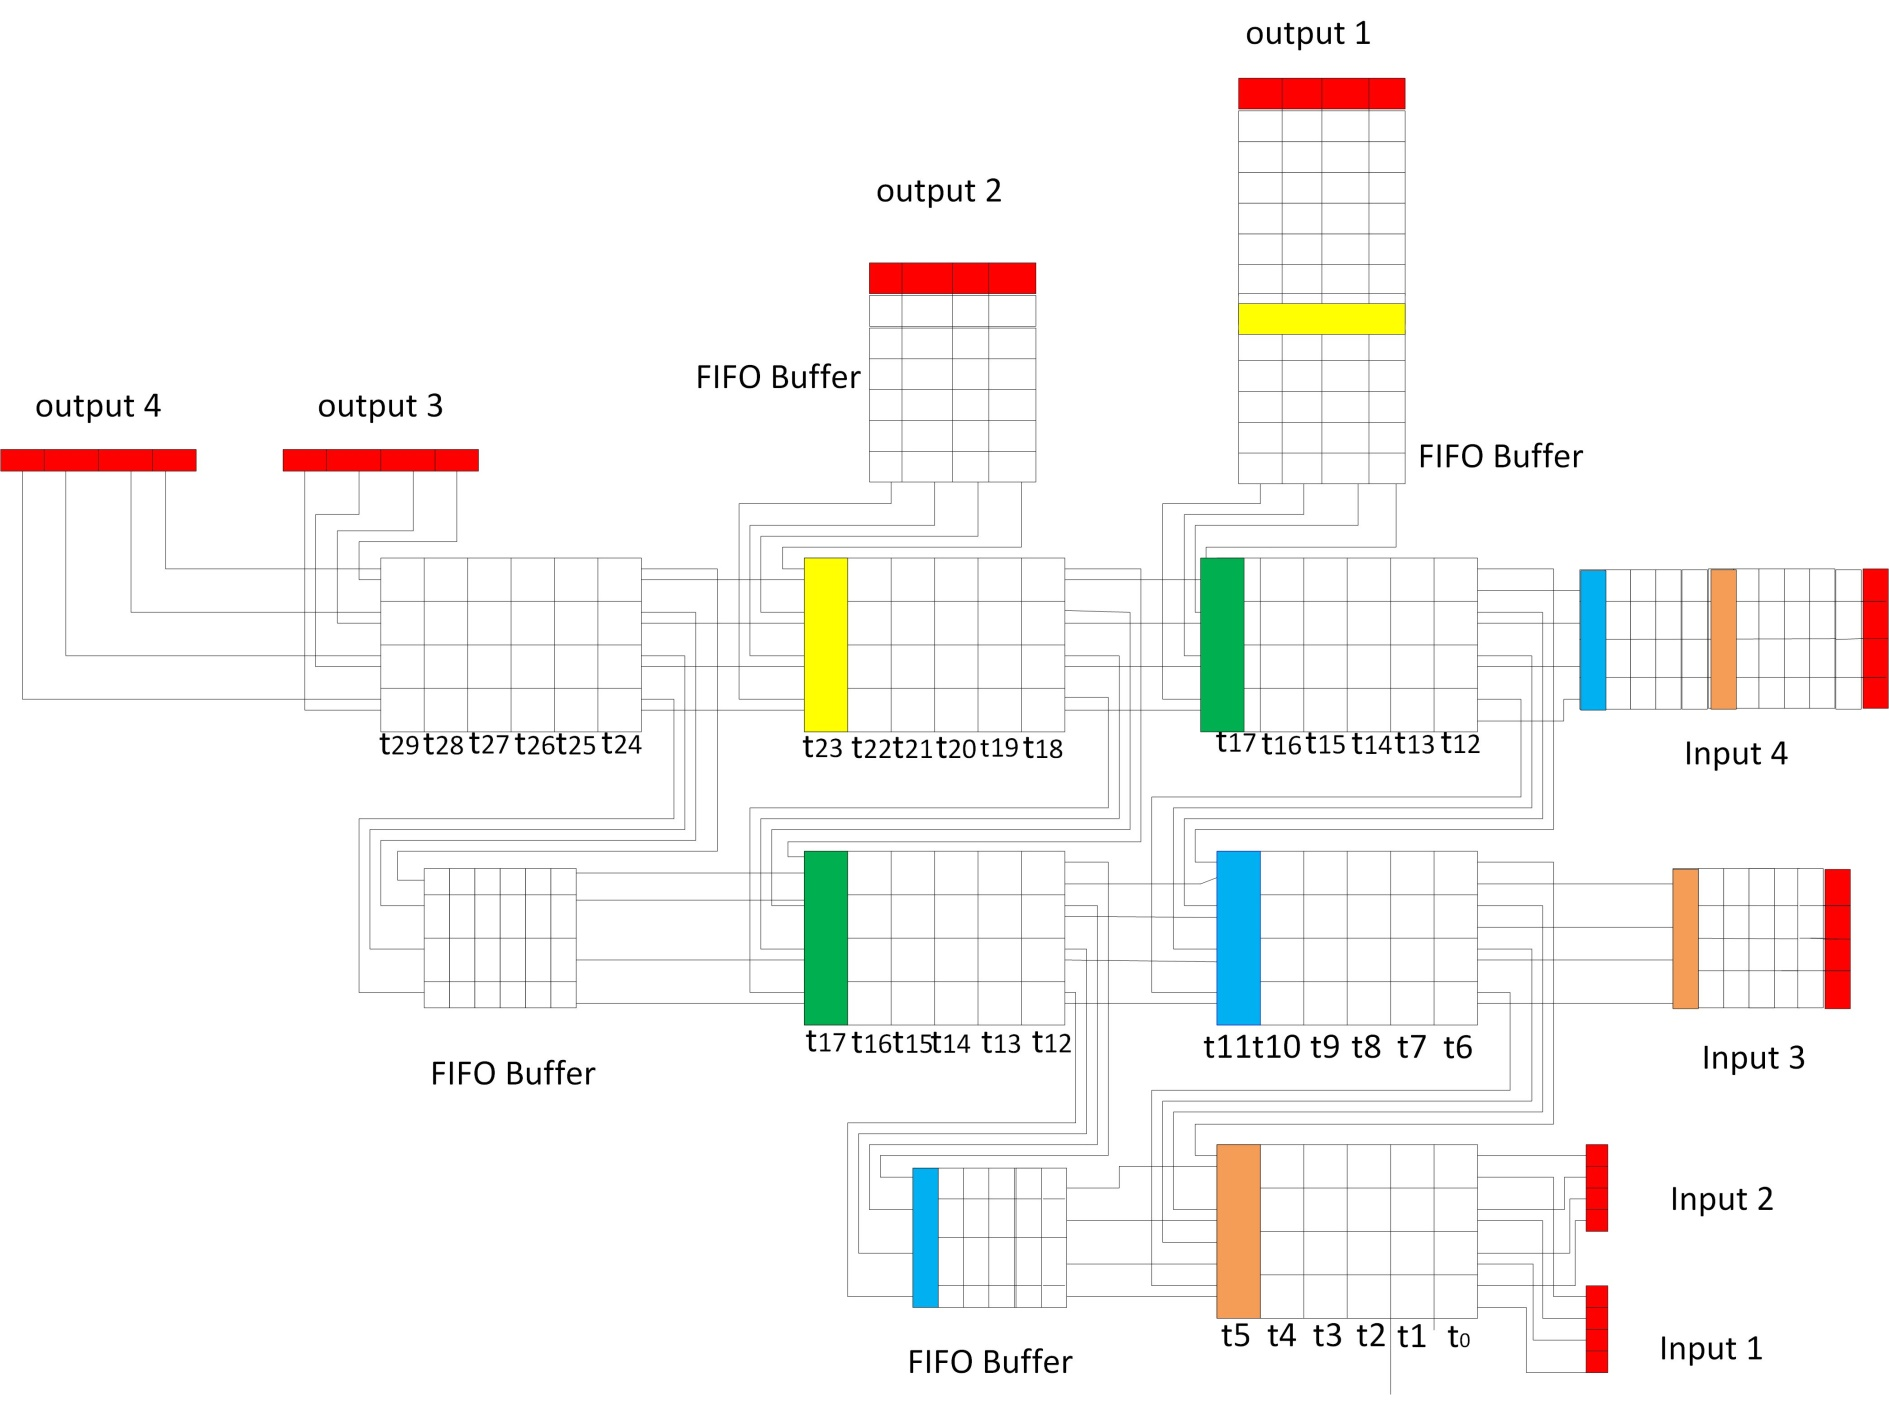 output 1
output 2
FIFO Buffer
output 4
output 3
FIFO Buffer
t29 t28 t27 t26 t25 t24
t23 t22 t21 t20 t19 t18
t17 t16 t15 t14 t13 t12
Input 4
t17 t16 t15 t14 t13 t12
t11 t10 t9 t8 t7 t6
Input 3
FIFO Buffer
Input 2
t5 t4 t3 t2 t1 t0
Input 1
FIFO Buffer